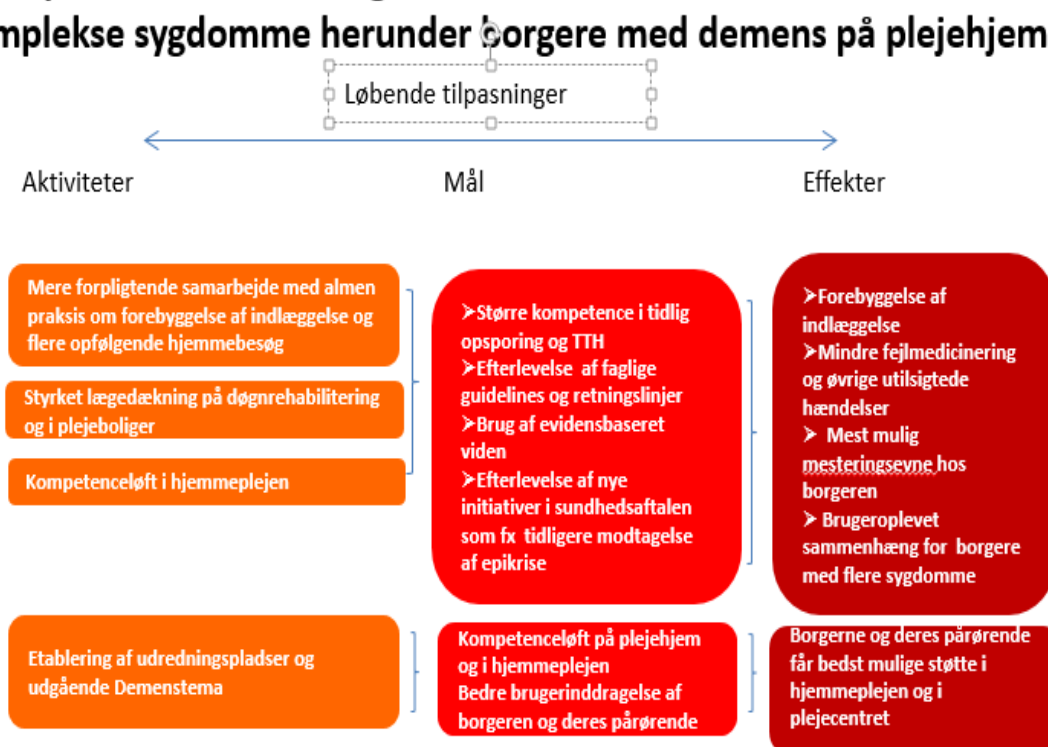 mplekse sygdomme herunder borgere med demens på plejehjem
Løbende tilpasninger
Aktiviteter
Mål
Effekter
Mere forpligtende samarbejde med almen
praksis om forebyggelse af indlæggelse og
flere opfølgende hjemmebesøg
Styrket lægedækning på døgnrehabilitering
og i plejeboliger
Kompetenceløft i hjemmeplejen
➢Større kompetence i tidlig
opsporing og TTH
➢Efterlevelse af faglige
guidelines og retningslinjer
➢Brug af evidensbaseret
viden
➢Efterlevelse af nye
initiativer i sundhedsaftalen
som fx tidligere modtagelse
af epikrise
➢Forebyggelse af
indlæggelse
➢Mindre fejlmedicinering
og øvrige utilsigtede
hændelser
➢ Mest mulig
mesteringsevne hos
borgeren
➢ Brugeroplevet
sammenhæng for borgere
med flere sygdomme
Etablering af udredningspladser og
udgående Demenstema
Kompetenceløft på plejehjem
og i hjemmeplejen
Bedre brugerinddragelse af
borgeren og deres pårørende
Borgerne og deres pårørende
får bedst mulige støtte i
hjemmeplejen og i
plejecentret